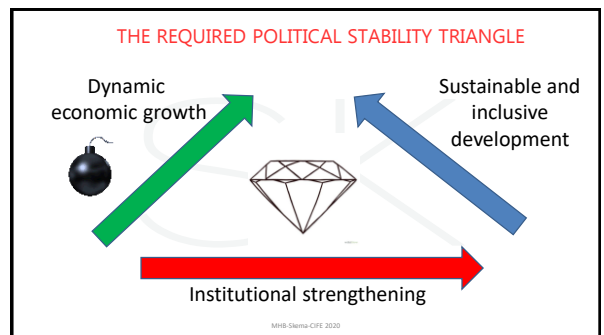 THE REQUIRED POLITICAL STABILITY TRIANGLE
Dynamic
economic growth
Sustainable and
inclusive
development
Institutional strengthening
MHB-Skema-CIFE 2020